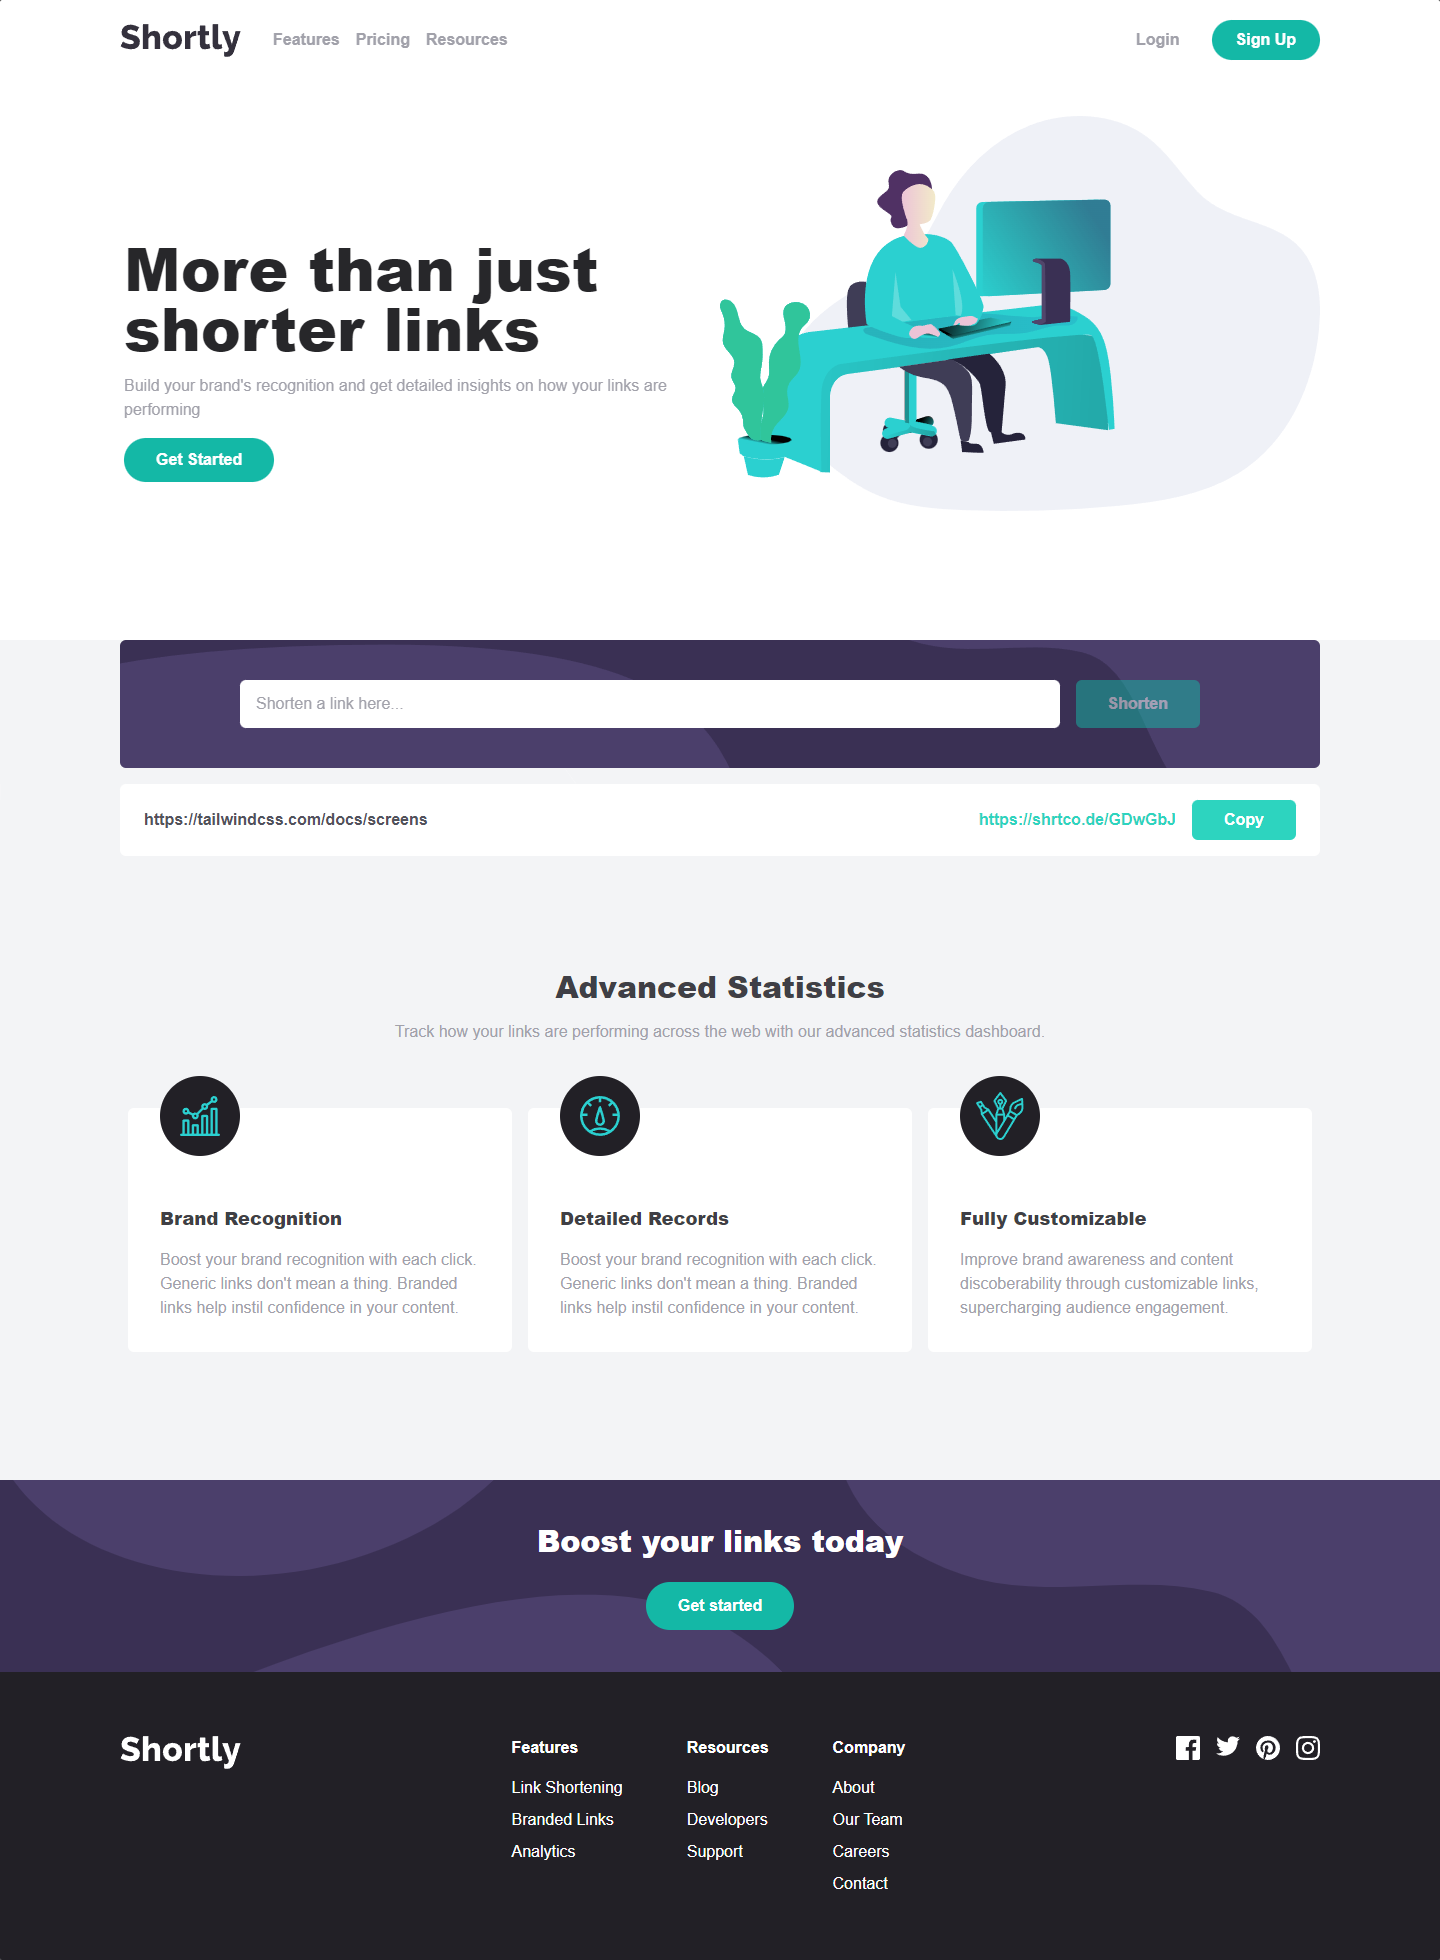 Shortly Features Pricing Resources Login Sign Up
More than just
shorter links
Build your brand's recognition and get detailed insights on how your links are
performing
Get Started
Shorten a link here... Shorten
https://tailwindcss.com/docs/screens https://shrtco.de/GDwGbJ Copy
Advanced Statistics
Track how your links are performing across the web with our advanced statistics dashboard.
Brand Recognition
Boost your brand recognition with each click.
Generic links don't mean a thing. Branded
links help instil confidence in your content.
Detailed Records
Boost your brand recognition with each click.
Generic links don't mean a thing. Branded
links help instil confidence in your content.
Fully Customizable
Improve brand awareness and content
discoberability through customizable links,
supercharging audience engagement.
Boost your links today
Get started
Shortly
Features
Link Shortening
Branded Links
Analytics
Resources
Blog
Developers
Support
Company
About
Our Team
Careers
Contact